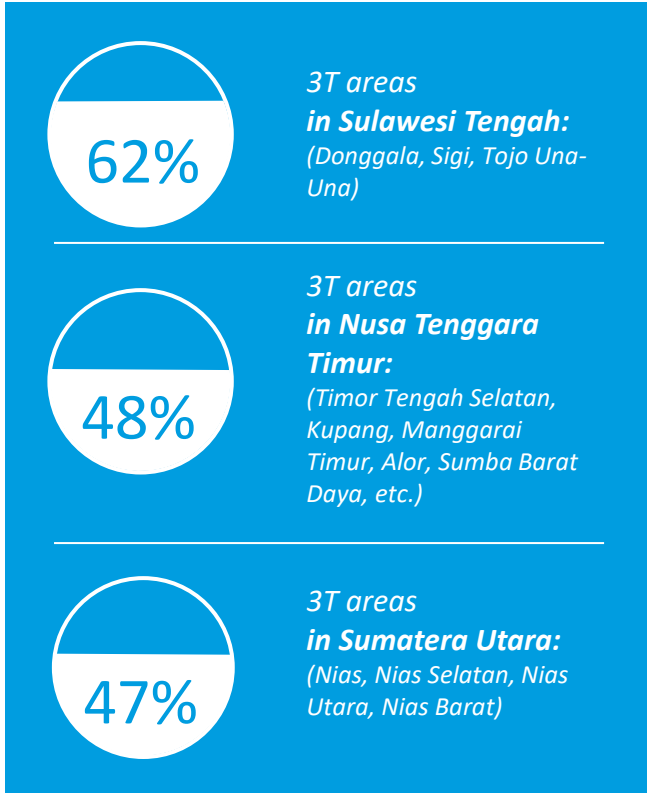 62%
3T areas
in Sulawesi Tengah:
(Donggala, Sigi, Tojo Una-
Una)
48%
3T areas
in Nusa Tenggara
Timur:
(Timor Tengah Selatan,
Kupang, Manggarai
Timur, Alor, Sumba Barat
Daya, etc.)
47%
3T areas
in Sumatera Utara:
(Nias, Nias Selatan, Nias
Utara, Nias Barat)